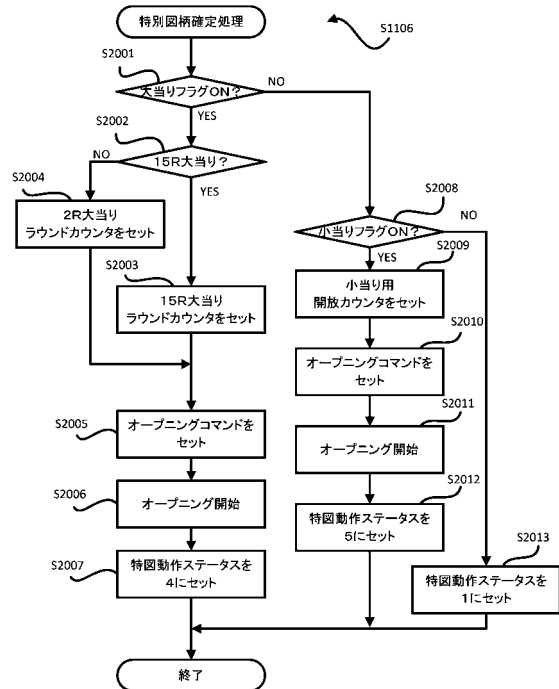 特別図柄確定処理
S1106
S2001
大当りフラグON?
NO
YES
S2002
15R大当り?
NO
YES
S2004
2R大当り
ラウンドカウンタをセット
S2003
15R大当り
ラウンドカウンタをセット
S2005
オープニングコマンドを
セット
S2006
オープニング開始
S2007
特図動作ステータスを
4にセット
S2008
小当りフラグON?
NO
YES
S2009
小当り用
開放カウンタをセット
S2010
オープニングコマンドを
セット
S2011
オープニング開始
S2012
特図動作ステータスを
5にセット
S2013
特図動作ステータスを
1にセット
終了